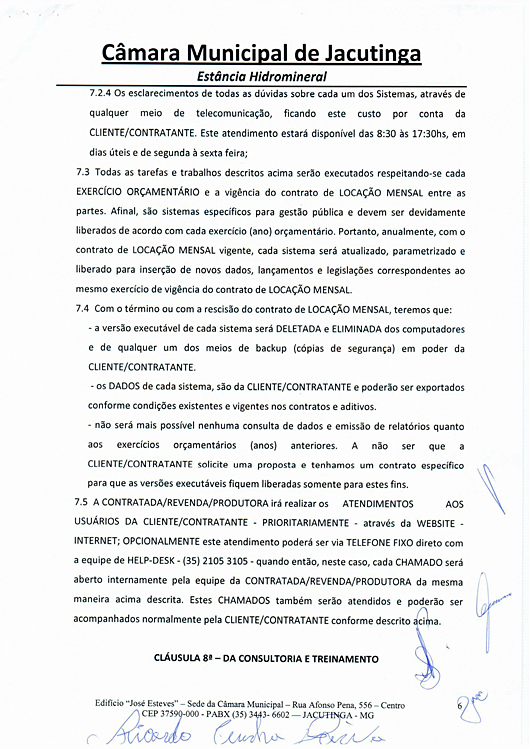 Câmara Municipal de Jacutinga
Estância Hidromineral
7.2.4 Os esclarecimentos de todas as dúvidas sobre cada um dos Sistemas, através de
qualquer meio de telecomunicação, ficando este custo por conta da
CLIENTE/CONTRATANTE. Este atendimento estará disponível das 8:30 às 17:30hs, em
dias úteis e de segunda à sexta feira;
7.3 Todas as tarefas e trabalhos descritos acima serão executados respeitando-se cada
EXERCÍCIO ORÇAMENTÁRIO e a vigência do contrato de LOCAÇÃO MENSAL entre as
partes. Afinal, são sistemas específicos para gestão pública e devem ser devidamente
liberados de acordo com cada exercício (ano) orçamentário. Portanto, anualmente, com o
contrato de LOCAÇÃO MENSAL vigente, cada sistema será atualizado, parametrizado e
liberado para inserção de novos dados, lançamentos e legislações correspondentes ao
mesmo exercício de vigência do contrato de LOCAÇÃO MENSAL.
7.4 Com o término ou com a rescisão do contrato de LOCAÇÃO MENSAL, teremos que:
- a versão executável de cada sistema será DELETADA e ELIMINADA dos computadores
e de qualquer um dos meios de backup (cópias de segurança) em poder da
CLIENTE/CONTRATANTE.
- os DADOS de cada sistema, são da CLIENTE/CONTRATANTE e poderão ser exportados
conforme condições existentes e vigentes nos contratos e aditivos.
- não será mais possível nenhuma consulta de dados e emissão de relatórios quanto
aos exercícios orçamentários (anos) anteriores. A não ser que a
CLIENTE/CONTRATANTE solicite uma proposta e tenhamos um contrato específico
para que as versões executáveis fiquem liberadas somente para estes fins.
7.5 A CONTRATADA/REVENDA/PRODUTORA irá realizar os ATENDIMENTOS AOS
USUÁRIOS DA CLIENTE/CONTRATANTE - PRIORITARIAMENTE - através da WEBSITE -
INTERNET; OPCIONALMENTE este atendimento poderá ser via TELEFONE FIXO direto com
a equipe de HELP-DESK - (35) 2105 3105 - quando então, neste caso, cada CHAMADO será
aberto internamente pela equipe da CONTRATADA/REVENDA/PRODUTORA da mesma
maneira acima descrita. Estes CHAMADOS também serão atendidos e poderão ser
acompanhados normalmente pela CLIENTE/CONTRATANTE conforme descrito acima.
CLÁUSULA 8ª – DA CONSULTORIA E TREINAMENTO
Edifício “José Esteves” – Sede da Câmara Municipal – Rua Afonso Pena, 556 – Centro
CEP 37590-000 - PABX (35) 3443- 6602 — JACUTINGA - MG
6
Ricardo Cunha